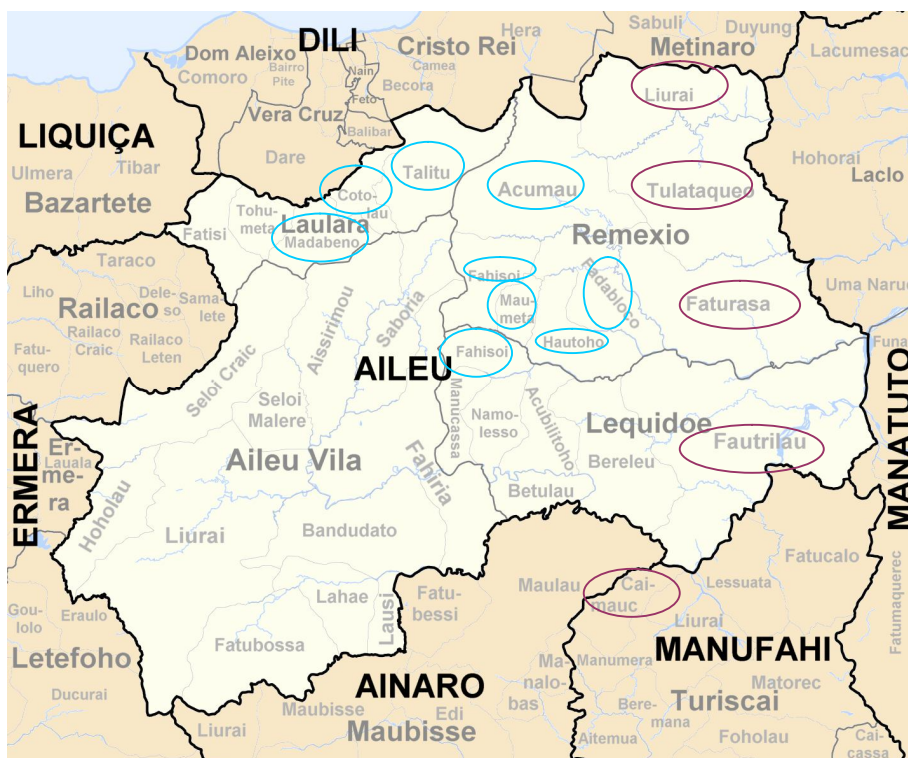 Sabuli
Duyung
Hera
DILI
Cristo Rei
Metinaro
Lacumesac
Dom Aleixo
Bairro
Pite
Comoro
Nain
Feto
Camea
Becora
Liurai
Vera Cruz
Balibar
LIQUIÇA
Ulmera
Tibar
Bazartete
Dare
Talitu
Acumau
Tulataqueo
Hohorai
Laclo
Coto-
lau
Tohu-
meta
Laulara
Madabeno
Fatisi
Remexio
Taraco
Railaco
Liho
Dele-
so
Sama-
lete
Railaco
Craic
Railaco
Leten
Fatu-
quero
Fahisoi
Mau-
meta
Fadabloco
Hautoho
Faturasa
Uma Narue
Funa
Seloi Craic
Aissirimou
Saboria
AILEU
Fahisoi
Manucassa
Namo-
lesso
Acubilitoho
Lequidoe
Bereleu
Betulau
Fautrilau
MANATUTO
Seloi
Malere
Aileu Vila
Fahiria
ERMERA
Er-
me-
ra
Lauala
Hoholau
Liurai
Bandudato
Lahae
Lausi
Fatubossa
Fatu-
bessi
Maulau
Cai-
mauc
Lessuata
Fatucalo
Liurai
Fatumaquerec
Gou-
lolo
Eraulo
Letefoho
Ducurai
MANUFAHI
Manumera
Matorec
Turiscai
Bere-
mana
Aitemua
Foholau
Cai-
cassa
AINARO
Ma-
nalo-
bas
Maubisse
Edi
Maubisse
Liurai